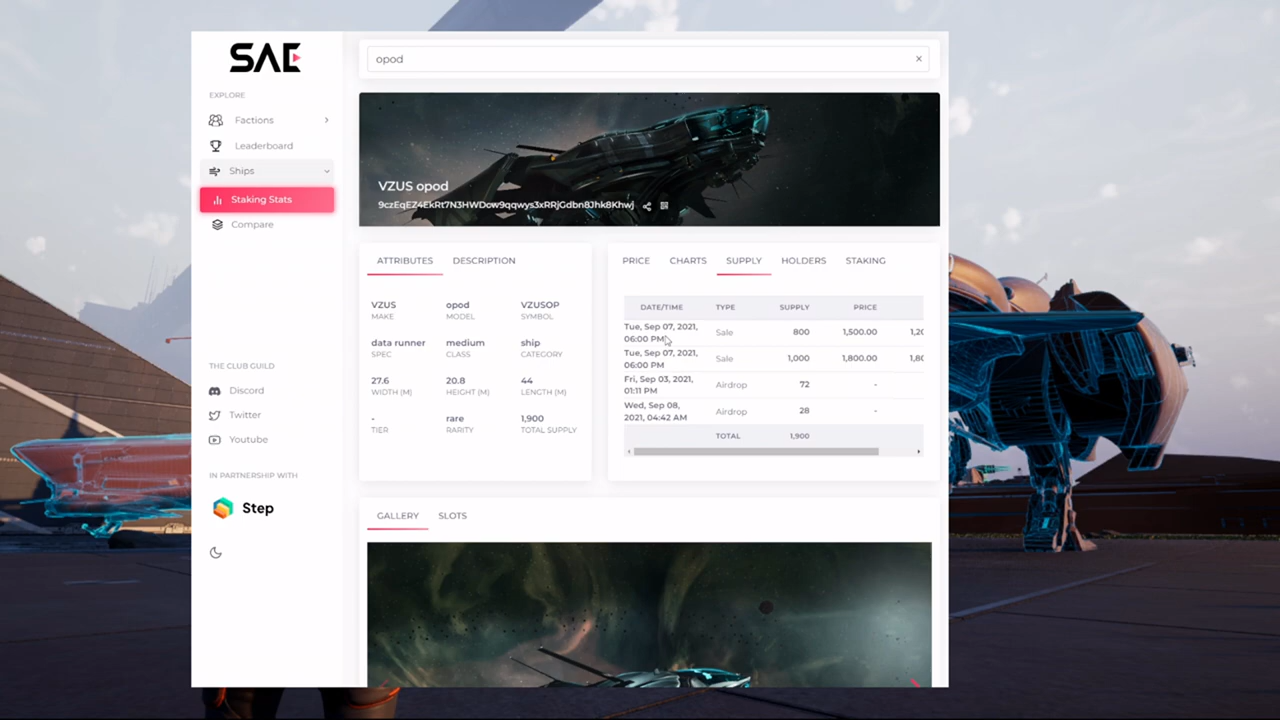 SAE
opod
×
EXPLORE
Factions
Leaderboard
Ships
Staking Stats
Compare
THE CLUB GUILD
Discord
Twitter
Youtube
IN PARTNERSHIP WITH
Step
VZUS opod
9czEqEZ4EkRt7N3HWDcw9qqwys3xRRjGdbn8Jhk8Khwj
ATTRIBUTES DESCRIPTION
VZUS opod VZUSOP
MAKE MODEL SYMBOL
data runner medium ship
SPEC CLASS CATEGORY
27.6 20.8 44
WIDTH (M) HEIGHT (M) LENGTH (M)
- rare 1,900
TIER RARITY TOTAL SUPPLY
PRICE CHARTS SUPPLY HOLDERS STAKING
DATE/TIME TYPE SUPPLY PRICE
Tue, Sep 07, 2021,
06:00 PM Sale 800 1,500.00 1,20
Tue, Sep 07, 2021,
06:00 PM Sale 1,000 1,800.00 1,80
Fri, Sep 03, 2021,
01:11 PM Airdrop 72 -
Wed, Sep 08,
2021, 04:42 AM Airdrop 28 -
TOTAL 1,900
GALLERY SLOTS